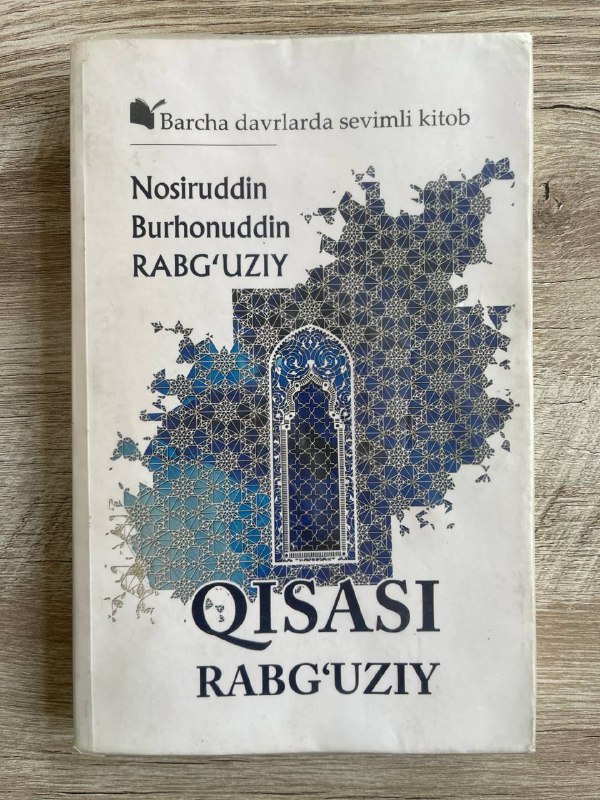 Barcha davrlarda sevimli kitob
Nosiruddin
Burhonuddin
RABG‘UZIY
QISASI
RABG‘UZIY